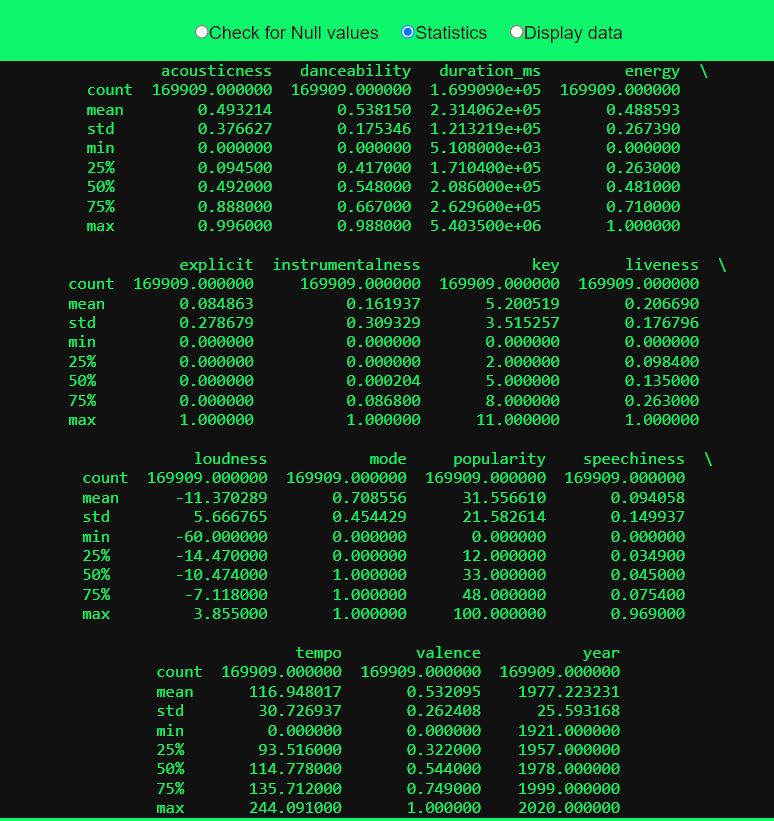 Check for Null values Statistics Display data
acousticness danceability duration_ms energy \
count 169909.000000 169909.000000 1.699090e+05 169909.000000
mean 0.493214 0.538150 2.314062e+05 0.488593
std 0.376627 0.175346 1.213219e+05 0.267390
min 0.000000 0.000000 5.108000e+03 0.000000
25% 0.094500 0.417000 1.710400e+05 0.263000
50% 0.492000 0.548000 2.086000e+05 0.481000
75% 0.888000 0.667000 2.629600e+05 0.710000
max 0.996000 0.988000 5.403500e+06 1.000000
explicit instrumentalness key liveness \
count 169909.000000 169909.000000 169909.000000 169909.000000
mean 0.084863 0.161937 5.200519 0.206690
std 0.278679 0.309329 3.515257 0.176796
min 0.000000 0.000000 0.000000 0.000000
25% 0.000000 0.000000 2.000000 0.098400
50% 0.000000 0.000204 5.000000 0.135000
75% 0.000000 0.086800 8.000000 0.263000
max 1.000000 1.000000 11.000000 1.000000
loudness mode popularity speechiness \
count 169909.000000 169909.000000 169909.000000 169909.000000
mean -11.370289 0.708556 31.556610 0.094058
std 5.666765 0.454429 21.582614 0.149937
min -60.000000 0.000000 0.000000 0.000000
25% -14.470000 0.000000 12.000000 0.034900
50% -10.474000 1.000000 33.000000 0.045000
75% -7.118000 1.000000 48.000000 0.075400
max 3.855000 1.000000 100.000000 0.969000
tempo valence year
count 169909.000000 169909.000000 169909.000000
mean 116.948017 0.532095 1977.223231
std 30.726937 0.262408 25.593168
min 0.000000 0.000000 1921.000000
25% 93.516000 0.322000 1957.000000
50% 114.778000 0.544000 1978.000000
75% 135.712000 0.749000 1999.000000
max 244.091000 1.000000 2020.000000